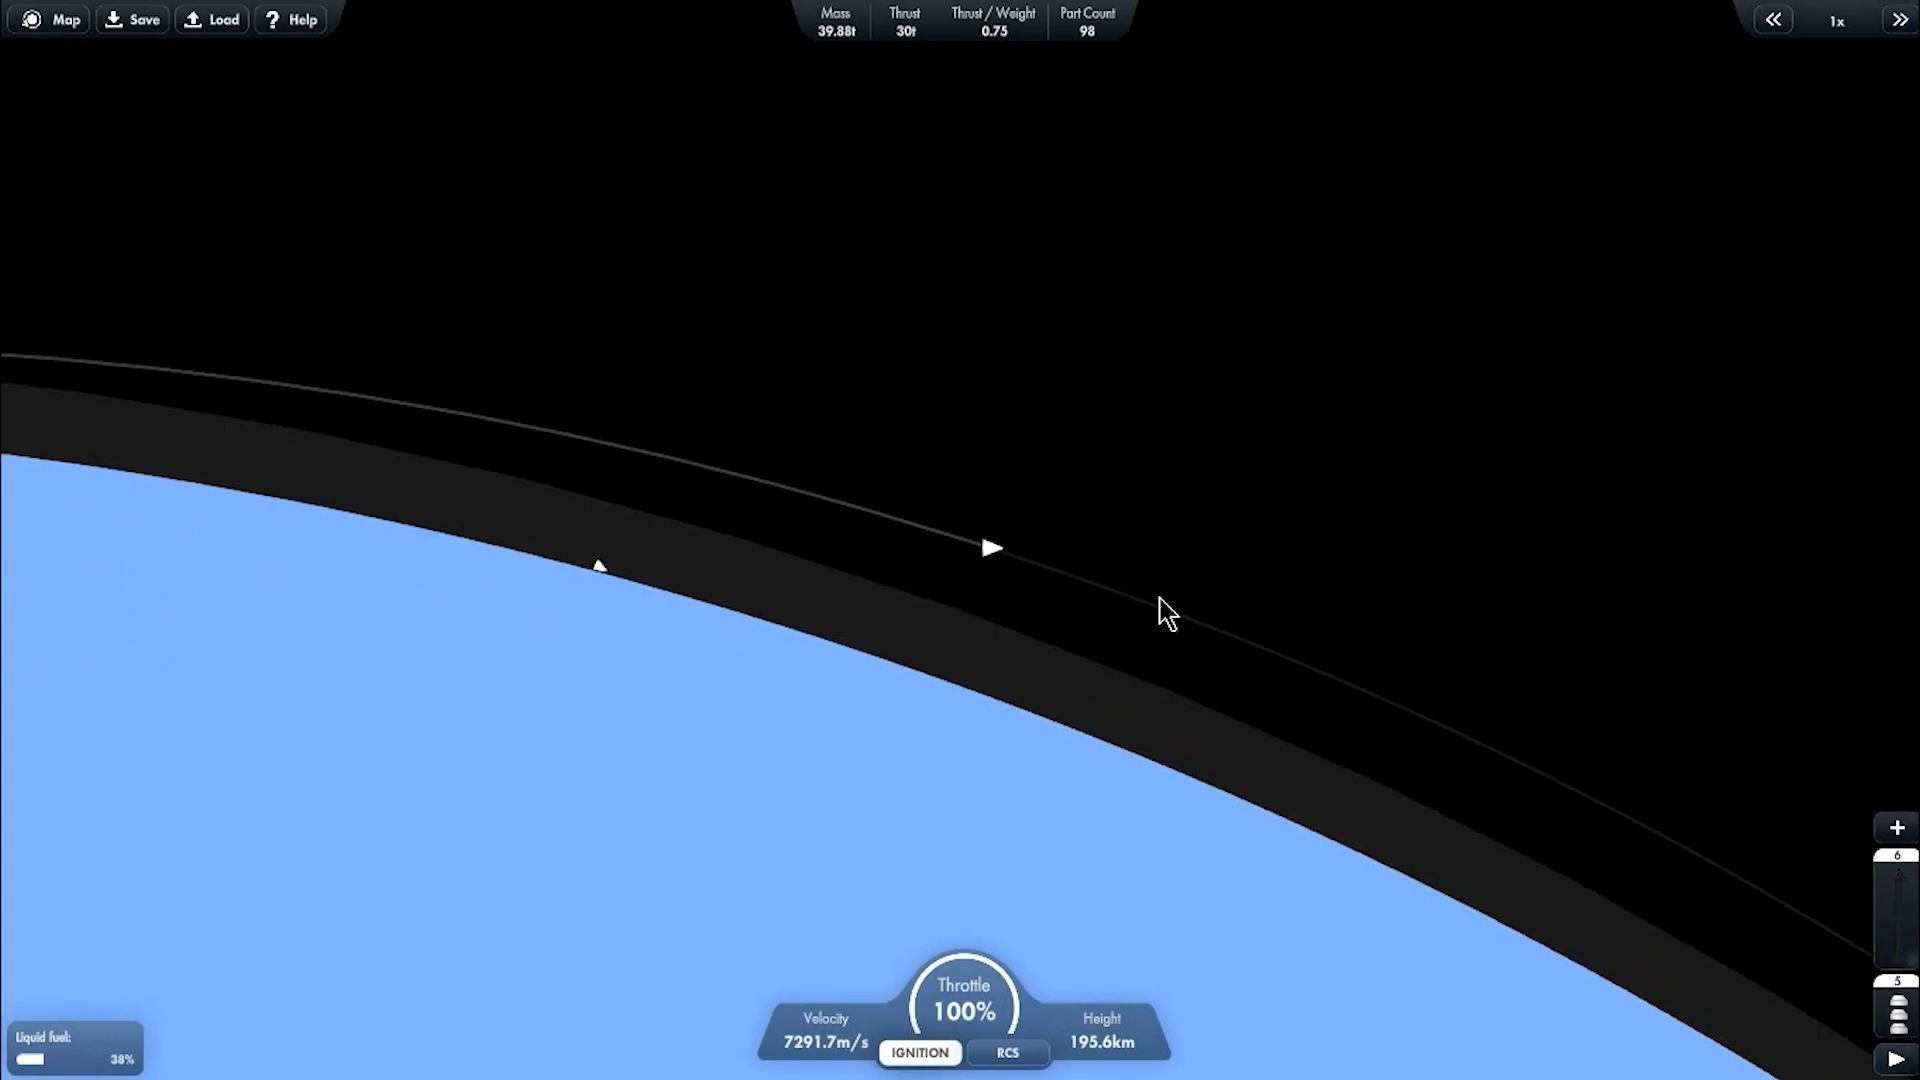 Map Save Load ? Help
Mass Thrust Thrust / Weight Part Count
39.88t 30t 0.75 98
1x
6
5
Throttle
100%
Velocity
7291.7m/s
Height
195.6km
IGNITION RCS
Liquid fuel:
38%